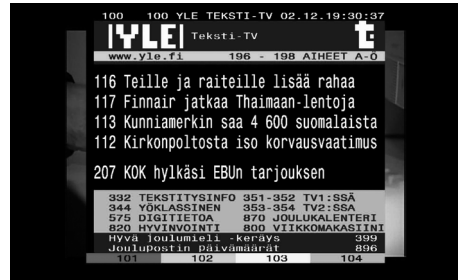 100 100 YLE TEKSTI-TV 02.12.19:30:37
YLE Teksti-TV t:
www.yle.fi 196 - 198 AIHEET A-Ö
116 Teille ja raiteille lisää rahaa
117 Finnair jatkaa Thaimaan-lentoja
113 Kunniamerkin saa 4 600 suomalaista
112 Kirkonpoltosta iso korvausvaatimus
207 KOK hylkäsi EBUn tarjouksen
332 TEKSTITYSINFO 351-352 TV1:SSÄ
344 YÖKLASSINEN 353-354 TV2:SSA
575 DIGITIETOA 870 JOULUKALENTERI
820 HYVINVOINTI 800 VIIKKOMAKASIINI
Hyvä joulumieli -keräys 399
Joulupostin päivämäärät 896
101 102 103 104